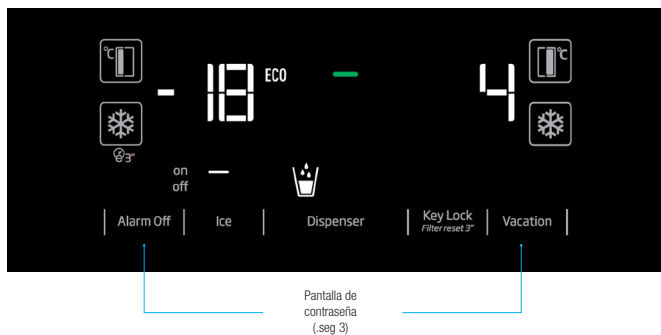 °C
°C
- 18
ECO
4
3"
on
off
Alarm Off
Ice
Dispenser
Key Lock
Filter reset 3"
Vacation
Pantalla de
contraseña
(.seg 3)